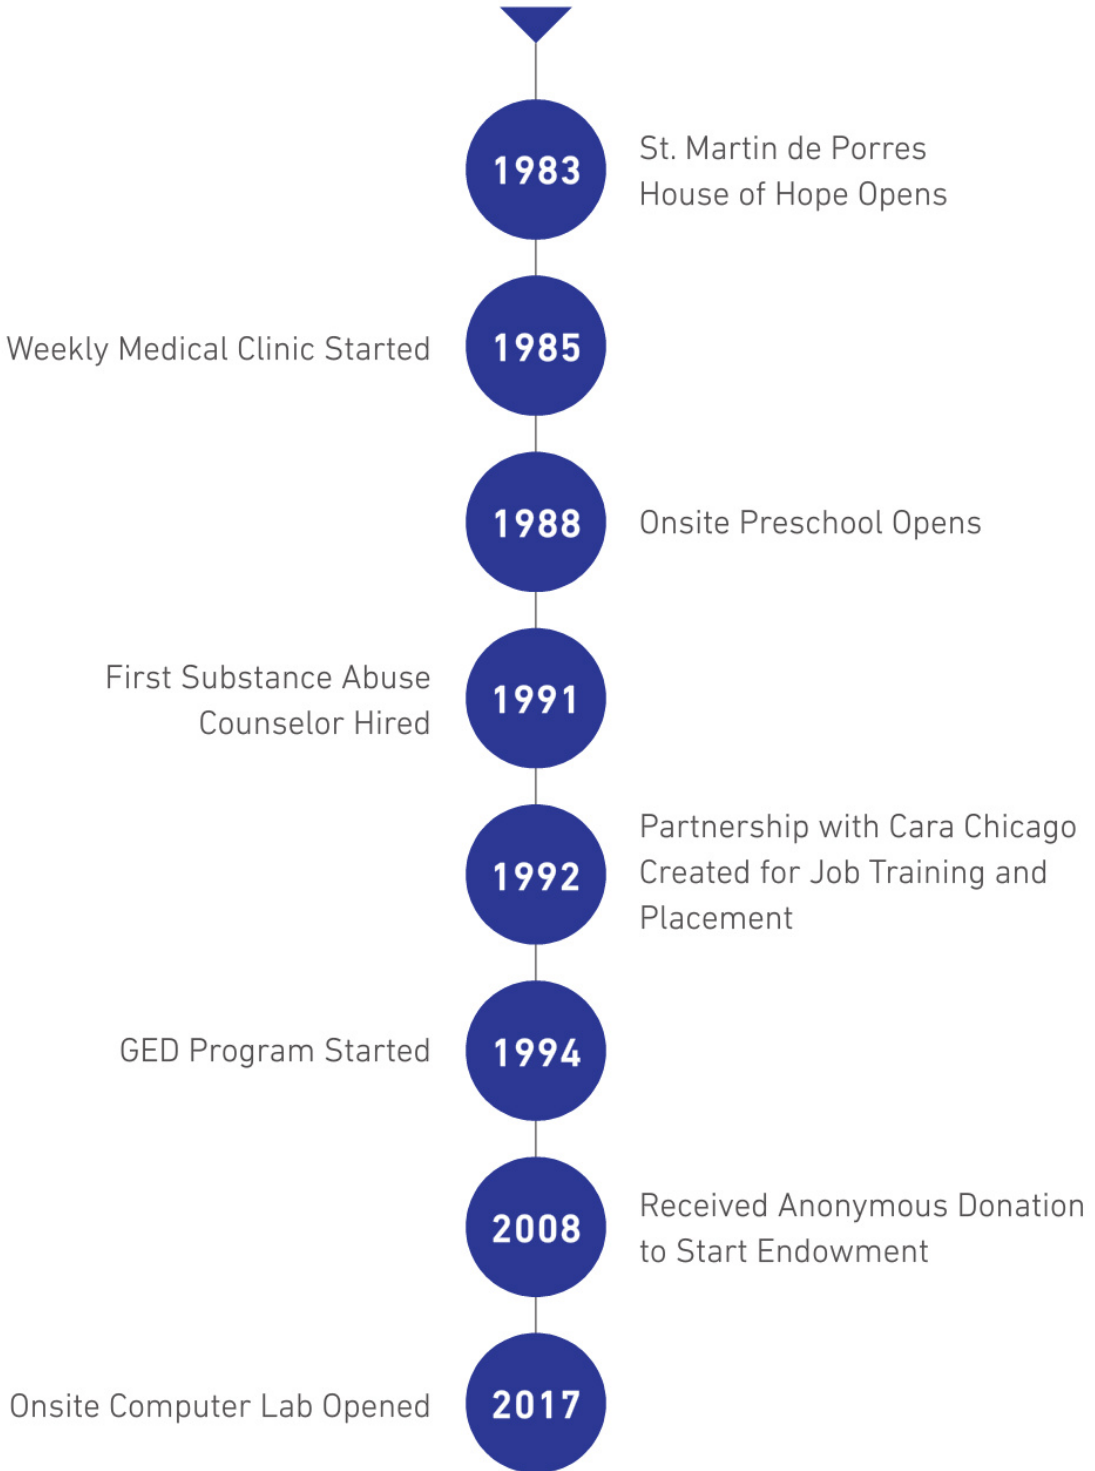 1983
St. Martin de Porres
House of Hope Opens
Weekly Medical Clinic Started
1985
1988
Onsite Preschool Opens
First Substance Abuse
Counselor Hired
1991
1992
Partnership with Cara Chicago
Created for Job Training and
Placement
GED Program Started
1994
2008
Received Anonymous Donation
to Start Endowment
Onsite Computer Lab Opened
2017